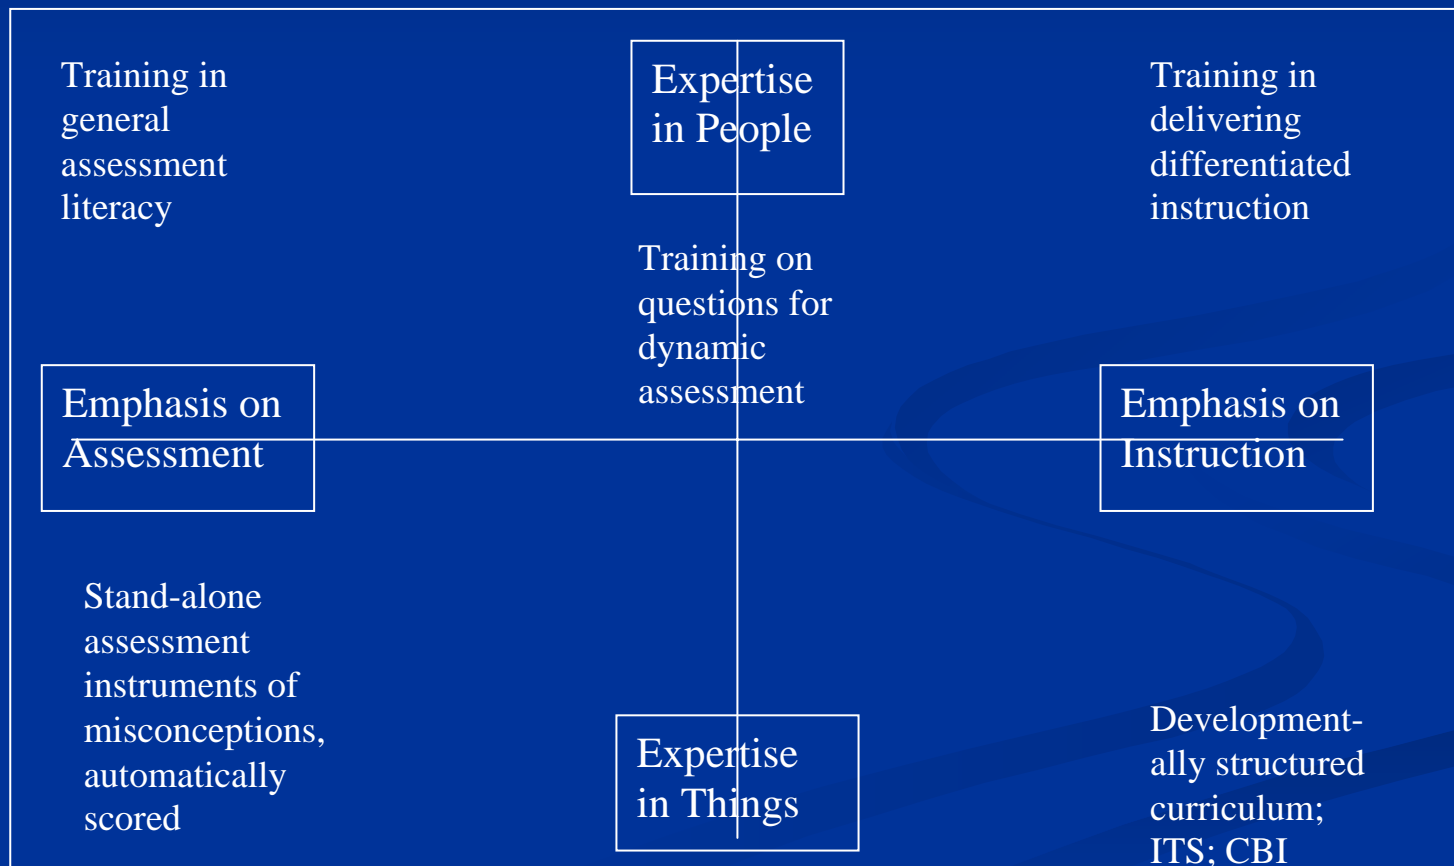 Training in
general
assessment
literacy
Expertise
in People
Training in
delivering
differentiated
instruction
Training on
questions for
dynamic
assessment
Emphasis on
Assessment
Emphasis on
Instruction
Stand-alone
assessment
instruments of
misconceptions,
automatically
scored
Expertise
in Things
Development-
ally structured
curriculum;
ITS; CBI